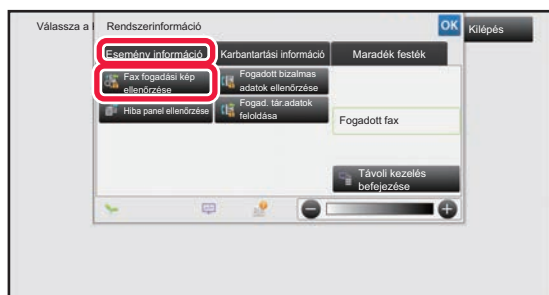 Válassza a
Rendszerinformáció
OK
Kilépés
Esemény információ
Karbantartási információ
Maradék festék
Fax fogadási kép
ellenőrzése
Fogadott bizalmas
adatok ellenőrzése
Hiba panel ellenőrzése
Fogad. tár.adatok
feloldása
Fogadott fax
Távoli kezelés
befejezése